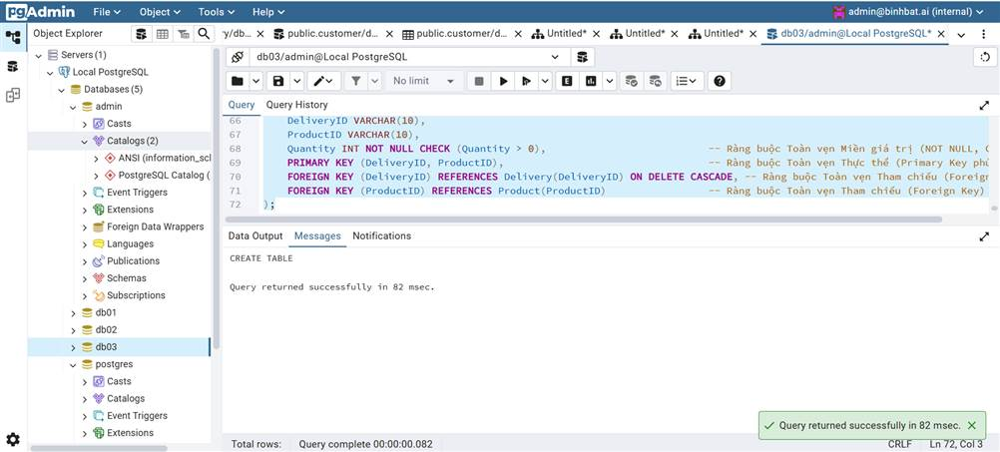 pgAdmin File Object Tools Help admin@binhbat.ai (internal)
Object Explorer y/db... public.customer/d... public.customer/d... Untitled* Untitled* Untitled* db03/admin@Local PostgreSQL*
Servers (1)
Local PostgreSQL
Databases (5)
admin
Casts
Catalogs (2)
ANSI (information_scl
PostgreSQL Catalog (
Event Triggers
Extensions
Foreign Data Wrappers
Languages
Publications
Schemas
Subscriptions
db01
db02
db03
postgres
Casts
Catalogs
Event Triggers
Extensions
db03/admin@Local PostgreSQL
No limit
E
Query Query History
66 DeliveryID VARCHAR(10),
67 ProductID VARCHAR(10),
68 Quantity INT NOT NULL CHECK (Quantity > 0), -- Ràng buộc Toàn vẹn Miền giá trị (NOT NULL, C
69 PRIMARY KEY (DeliveryID, ProductID), -- Ràng buộc Toàn vẹn Thực thể (Primary Key phứ
70 FOREIGN KEY (DeliveryID) REFERENCES Delivery(DeliveryID) ON DELETE CASCADE, -- Ràng buộc Toàn vẹn Tham chiếu (Foreign
71 FOREIGN KEY (ProductID) REFERENCES Product(ProductID) -- Ràng buộc Toàn vẹn Tham chiếu (Foreign Key)
72 );
Data Output Messages Notifications
CREATE TABLE
Query returned successfully in 82 msec.
Query returned successfully in 82 msec.
Total rows: Query complete 00:00:00.082 CRLF Ln 72, Col 3